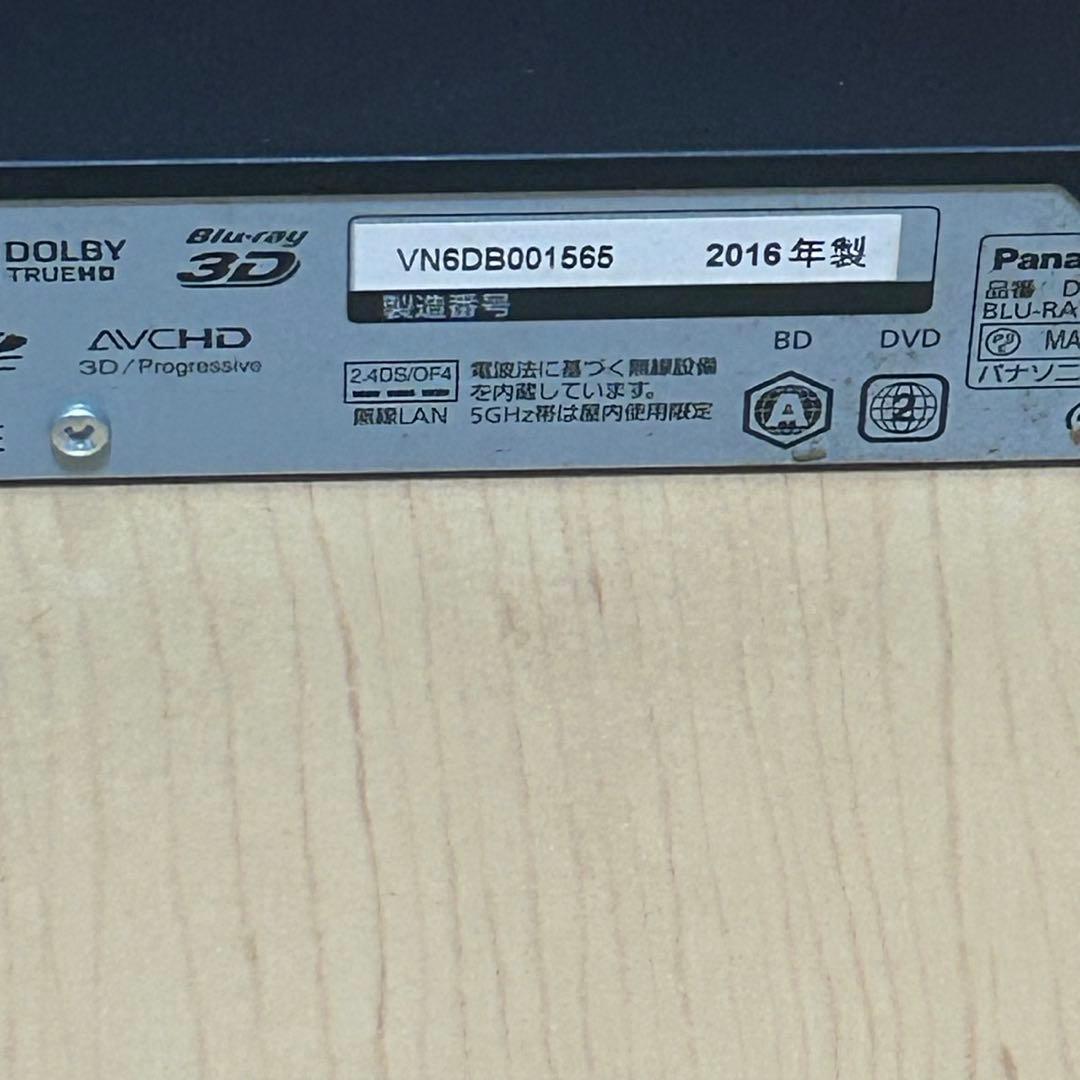 DOLBY
TRUEHD
Blu-ray
3D
AVCHD
3D/Progressive
VN6DB001565 2016年製
製造番号
2.4DS/OF4
無線LAN
電波法に基づく無線設備
を内蔵しています。
5GHz帯は屋内使用限定
BD
A
DVD
2
Pana
品番 D
BLU-RA
MA
パナソニ